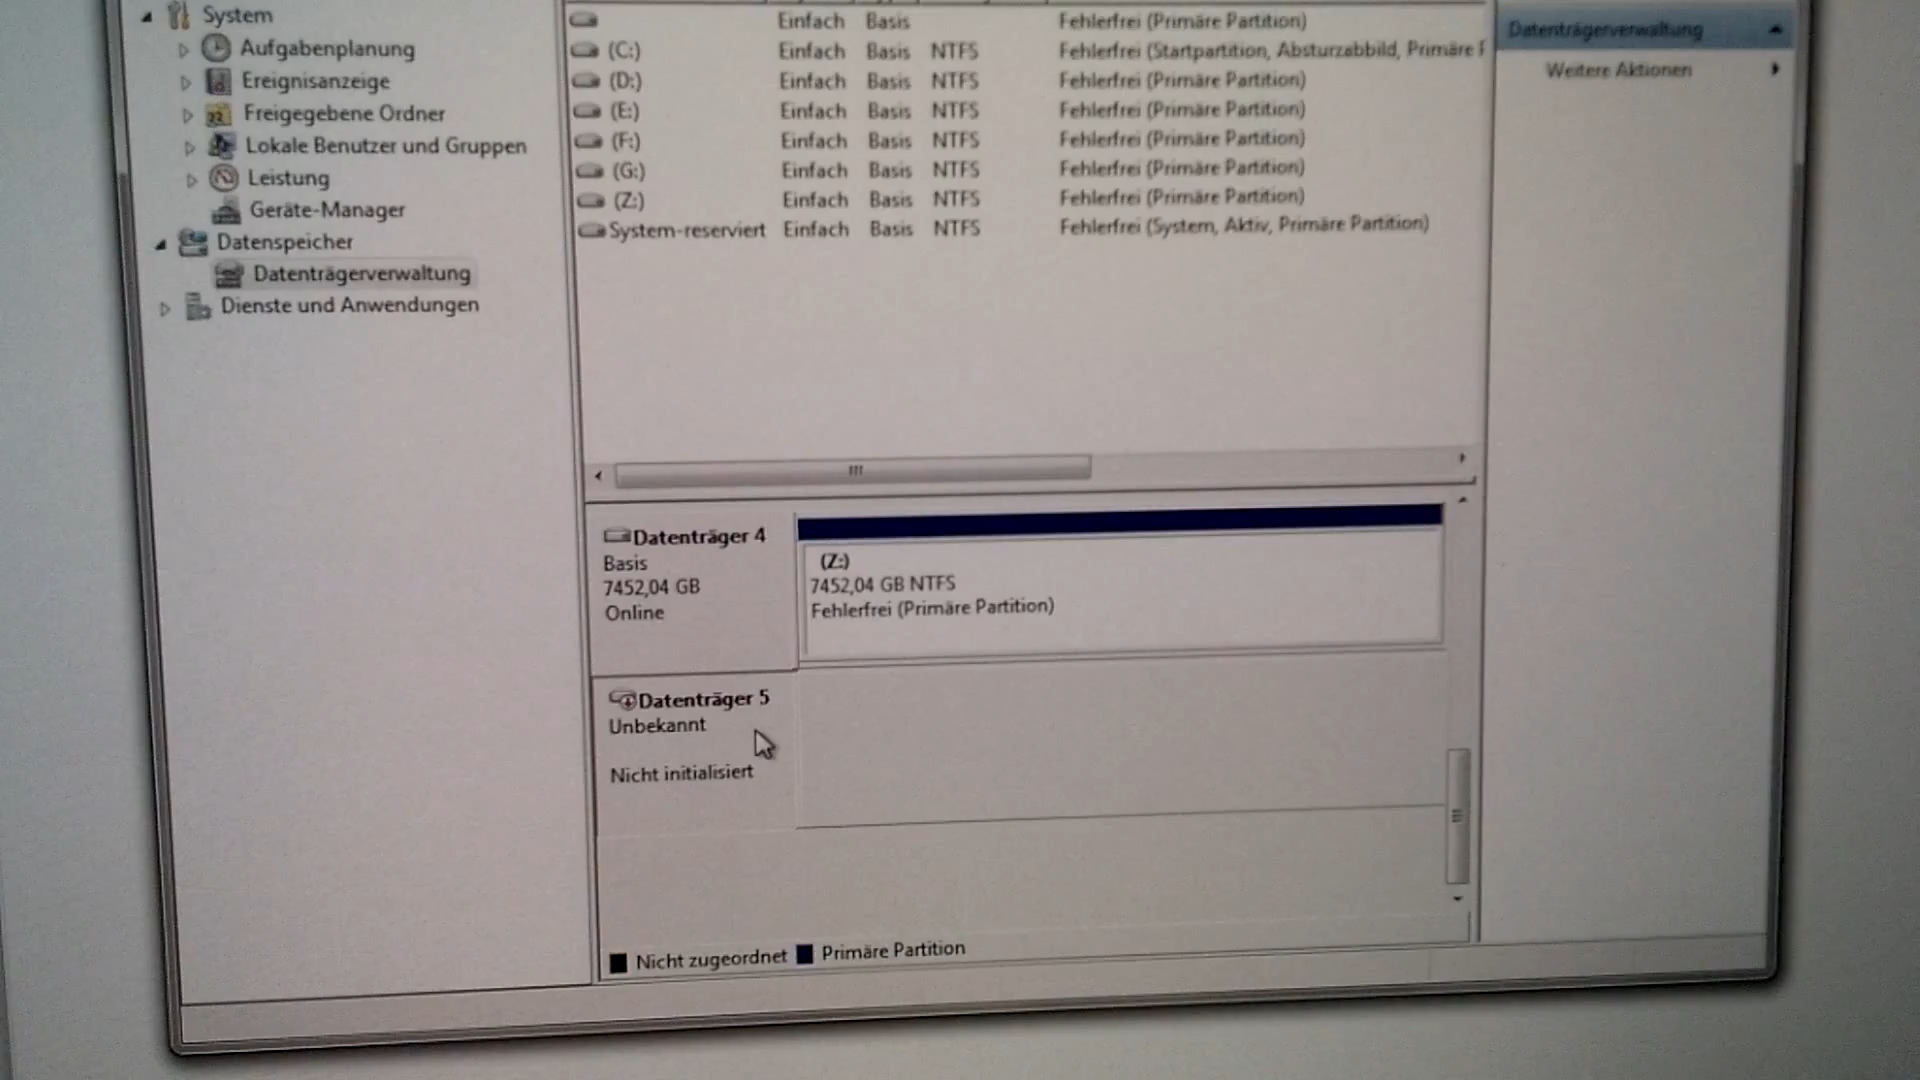 System
Aufgabenplanung
Ereignisanzeige
Freigegebene Ordner
Lokale Benutzer und Gruppen
Leistung
Geräte-Manager
Datenspeicher
Datenträgerverwaltung
Dienste und Anwendungen
Einfach Basis Fehlerfrei (Primäre Partition)
(C:) Einfach Basis NTFS Fehlerfrei (Startpartition, Absturzabbild, Primäre
(D:) Einfach Basis NTFS Fehlerfrei (Primäre Partition)
(E:) Einfach Basis NTFS Fehlerfrei (Primäre Partition)
(F:) Einfach Basis NTFS Fehlerfrei (Primäre Partition)
(G:) Einfach Basis NTFS Fehlerfrei (Primäre Partition)
(Z:) Einfach Basis NTFS Fehlerfrei (Primäre Partition)
System-reserviert Einfach Basis NTFS Fehlerfrei (System, Aktiv, Primäre Partition)
Datenträger 4
Basis
7452,04 GB
Online
(Z:)
7452,04 GB NTFS
Fehlerfrei (Primäre Partition)
Datenträger 5
Unbekannt
Nicht initialisiert
Nicht zugeordnet Primäre Partition
Datenträgerverwaltung
Weitere Aktionen